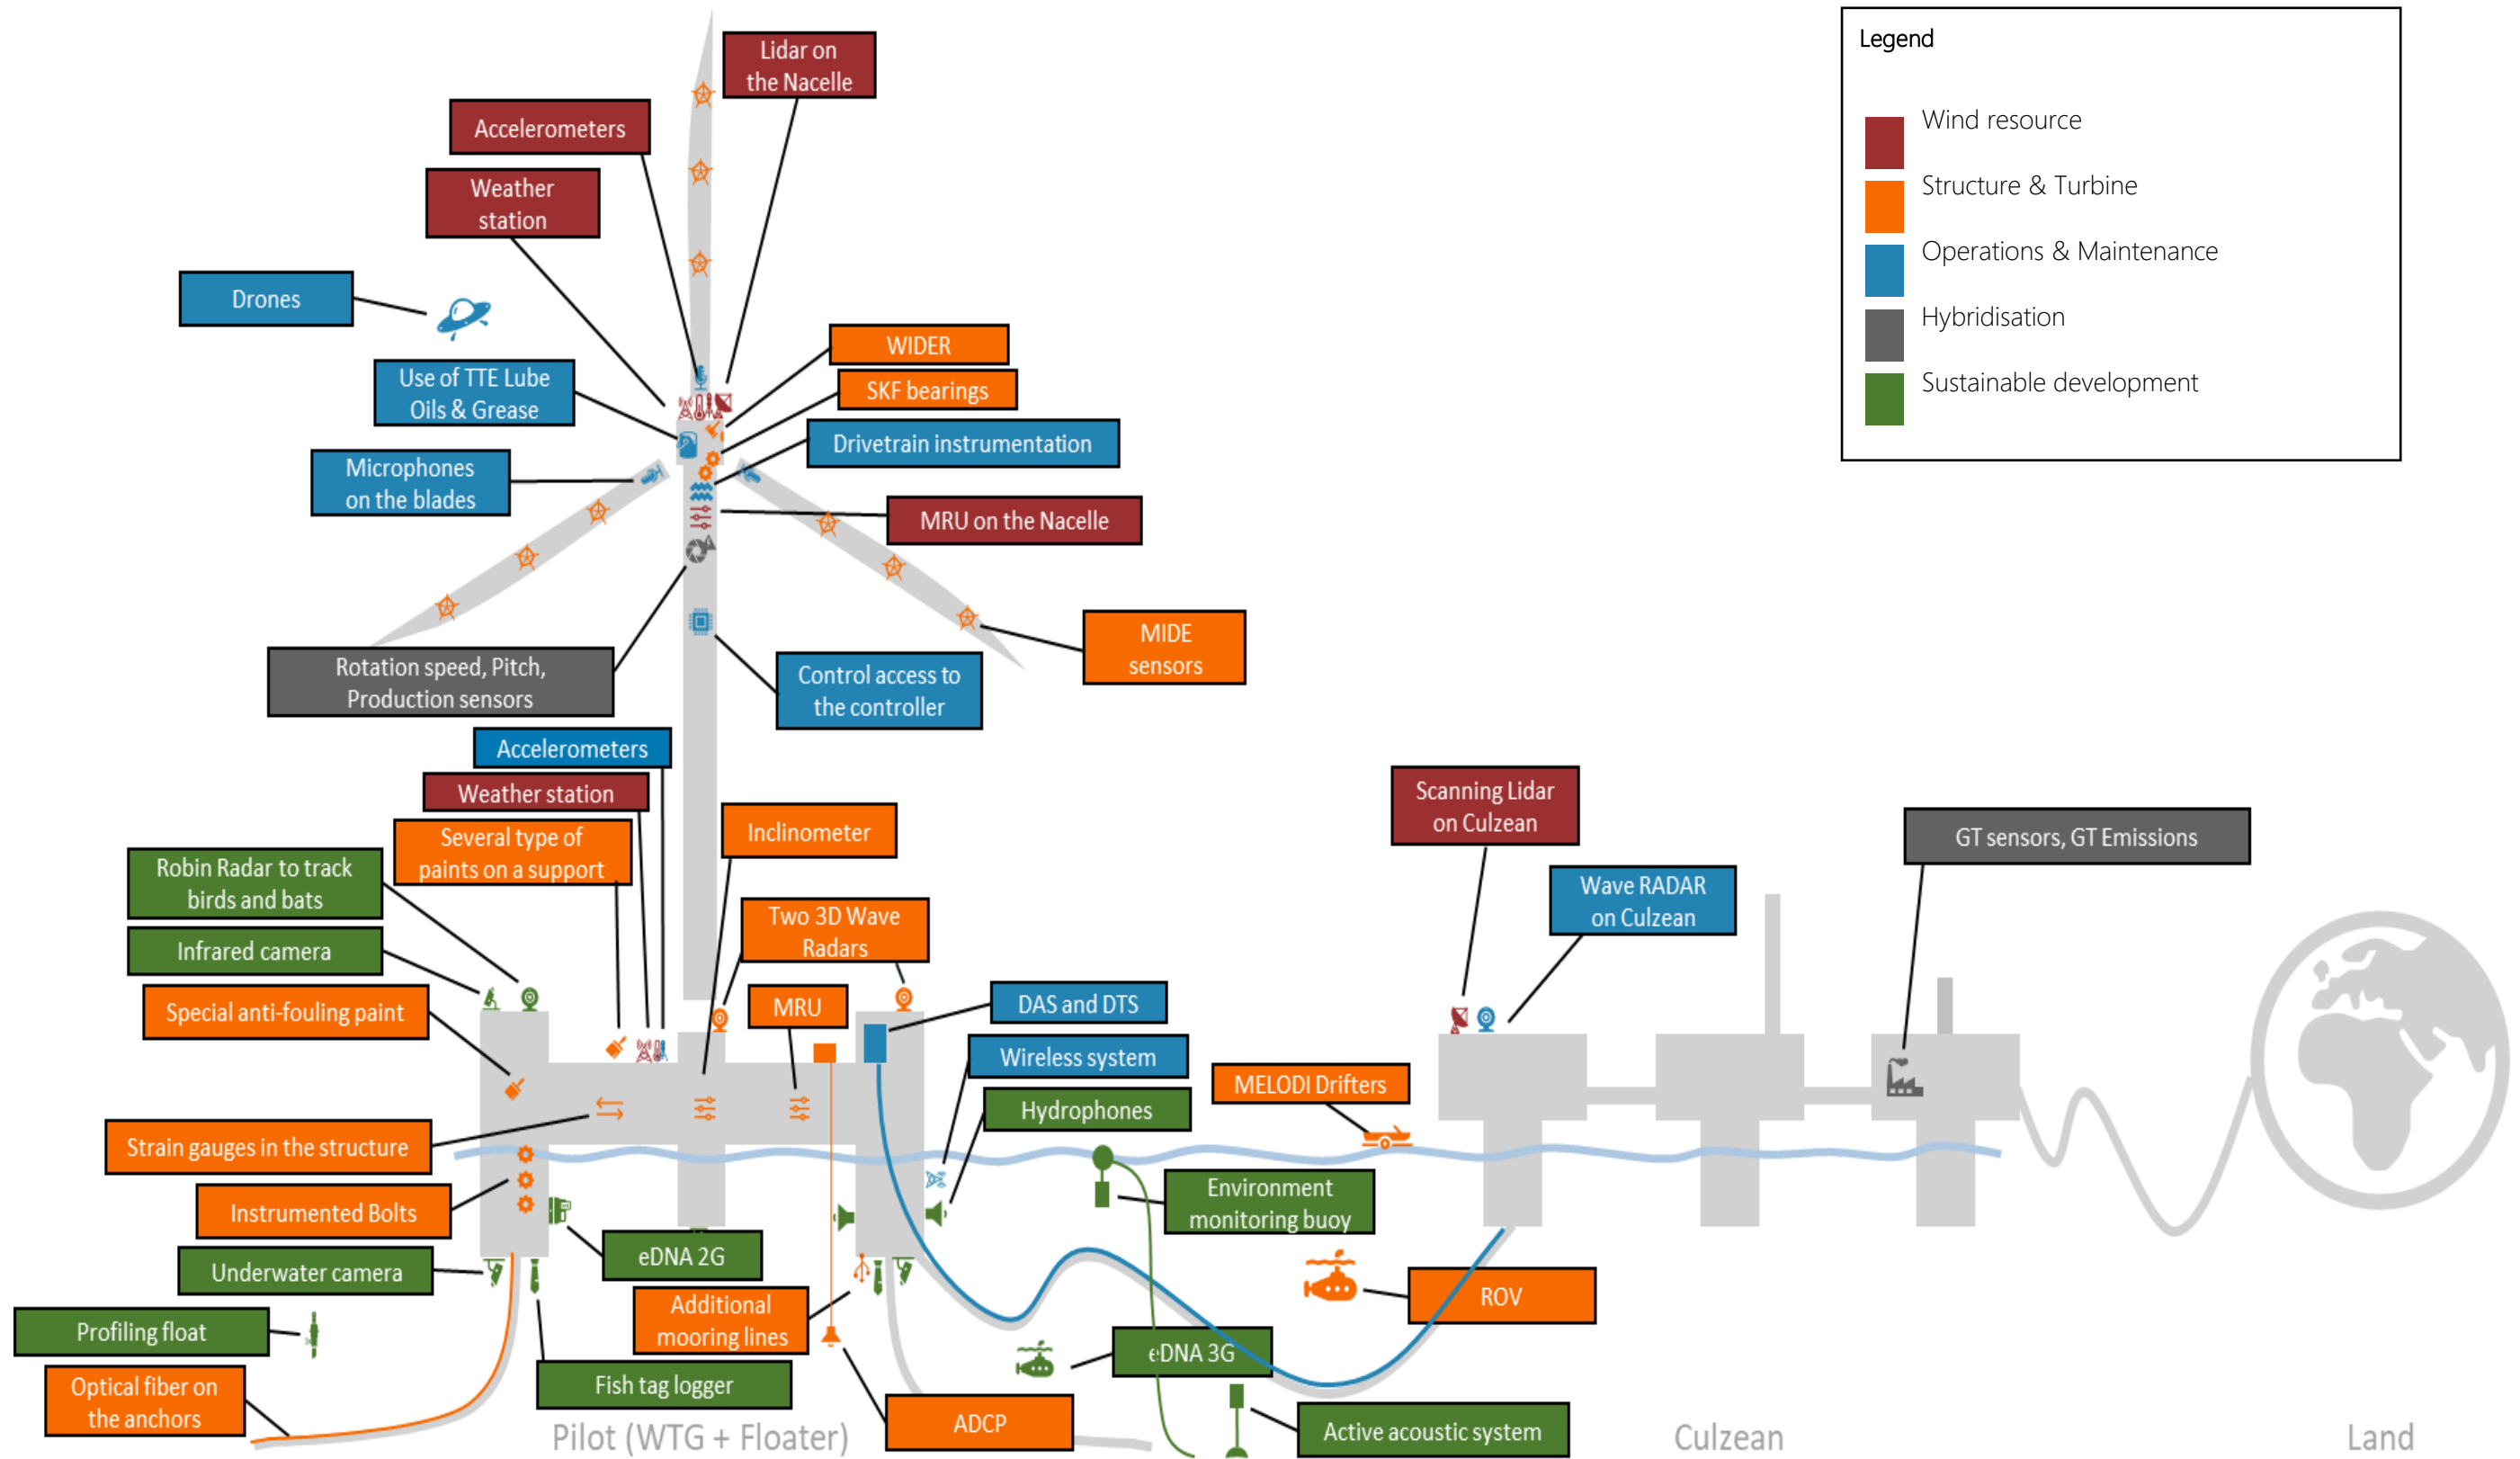 Legend
Wind resource
Structure & Turbine
Operations & Maintenance
Hybridisation
Sustainable development
Lidar on
the Nacelle
Accelerometers
Weather
station
Drones
WIDER
Use of TTE Lube
Oils & Grease
SKF bearings
Drivetrain instrumentation
Microphones
on the blades
MRU on the Nacelle
MIDE
sensors
Rotation speed, Pitch,
Production sensors
Control access to
the controller
Accelerometers
Weather station
Several type of
paints on a support
Inclinometer
Robin Radar to track
birds and bats
Infrared camera
Two 3D Wave
Radars
Special anti-fouling paint
MRU
DAS and DTS
Wireless system
Hydrophones
MELODI Drifters
Scanning Lidar
on Culzean
Wave RADAR
on Culzean
GT sensors, GT Emissions
Strain gauges in the structure
Instrumented Bolts
Environment
monitoring buoy
eDNA 2G
Underwater camera
Additional
mooring lines
ROV
Profiling float
eDNA 3G
Fish tag logger
Optical fiber on
the anchors
ADCP
Active acoustic system
Pilot (WTG + Floater)
Culzean
Land